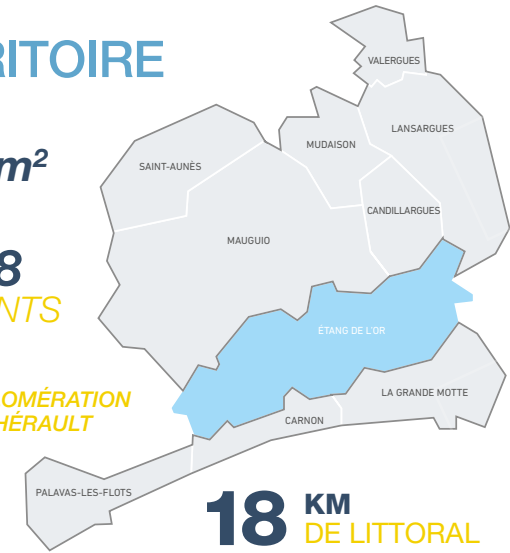 RITOIRE
m²
8
NTS
OMÉRATION
HÉRAULT
VALERGUES
LANSARGUES
MUDAISON
SAINT-AUNÈS
CANDILLARGUES
MAUGUIO
ÉTANG DE L'OR
LA GRANDE MOTTE
CARNON
PALAVAS-LES-FLOTS
18 KM
DE LITTORAL